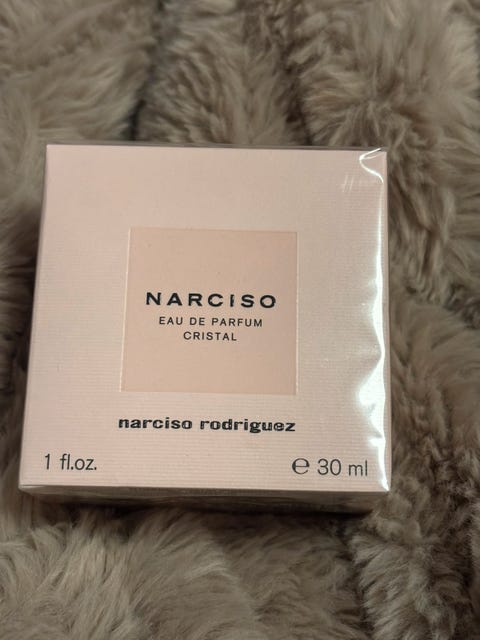 NARCISO
EAU DE PARFUM
CRISTAL
narciso rodriguez
1 fl.oz. ℮ 30 ml